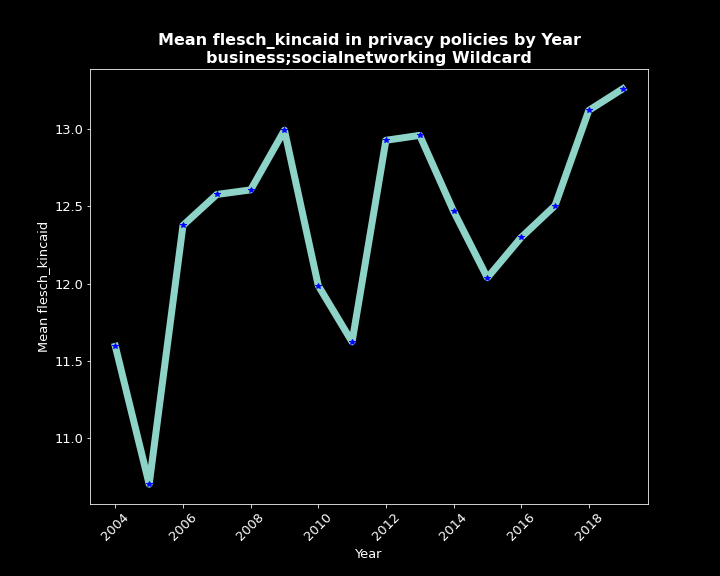 Mean flesch_kincaid in privacy policies by Year
business;socialnetworking Wildcard
13.0
12.5
12.0
11.5
11.0
Mean flesch_kincaid
2004 2006 2008 2010 2012 2014 2016 2018
Year